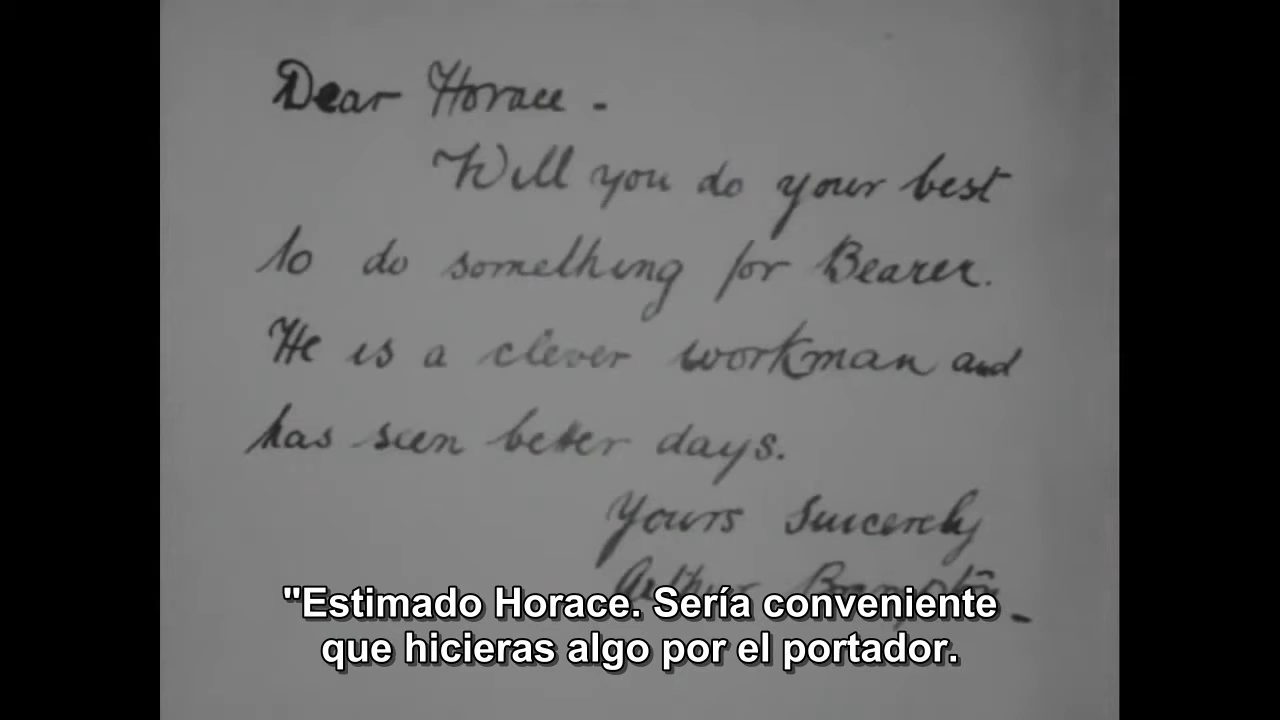 Dear Horace -
Will you do your best
to do something for Bearer.
He is a clever workman and
has seen better days.
Yours Sincerely
Arthur
"Estimado Horace. Sería conveniente
que hicieras algo por el portador.